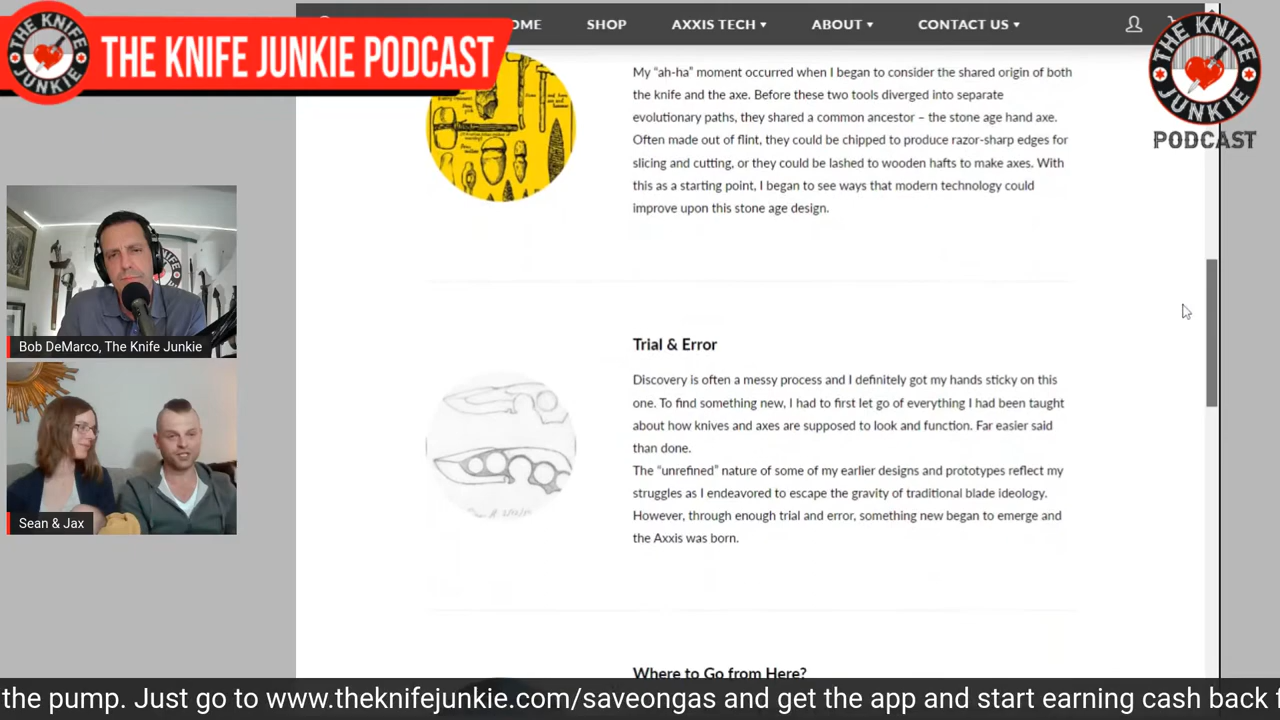 THE KNIFE JUNKIE PODCAST
THE KNIFE JUNKIE
OME
SHOP
AXXIS TECH ▾
ABOUT ▾
CONTACT US ▾
THE KNIFE JUNKIE
PODCAST
My “ah-ha” moment occurred when I began to consider the shared origin of both
the knife and the axe. Before these two tools diverged into separate
evolutionary paths, they shared a common ancestor – the stone age hand axe.
Often made out of flint, they could be chipped to produce razor-sharp edges for
slicing and cutting, or they could be lashed to wooden hafts to make axes. With
this as a starting point, I began to see ways that modern technology could
improve upon this stone age design.
Bob DeMarco, The Knife Junkie
Trial & Error
Discovery is often a messy process and I definitely got my hands sticky on this
one. To find something new, I had to first let go of everything I had been taught
about how knives and axes are supposed to look and function. Far easier said
than done.
The “unrefined” nature of some of my earlier designs and prototypes reflect my
struggles as I endeavored to escape the gravity of traditional blade ideology.
However, through enough trial and error, something new began to emerge and
the Axxis was born.
Sean & Jax
Where to Go from Here?
the pump. Just go to www.theknifejunkie.com/saveongas and get the app and start earning cash back